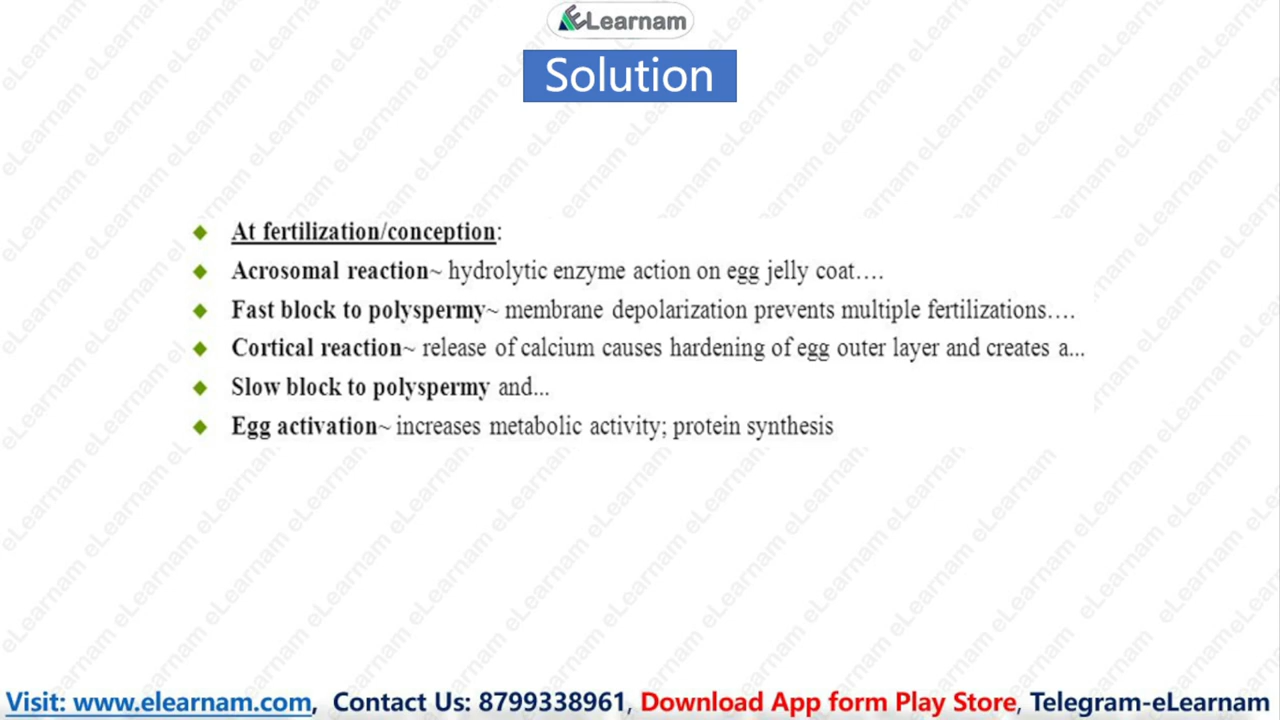 ELearnam
Solution
At fertilization/conception:
Acrosomal reaction~ hydrolytic enzyme action on egg jelly coat….
Fast block to polyspermy~ membrane depolarization prevents multiple fertilizations….
Cortical reaction~ release of calcium causes hardening of egg outer layer and creates a...
Slow block to polyspermy and...
Egg activation~ increases metabolic activity; protein synthesis
Visit: www.elearnam.com, Contact Us: 8799338961, Download App form Play Store, Telegram-eLearnam